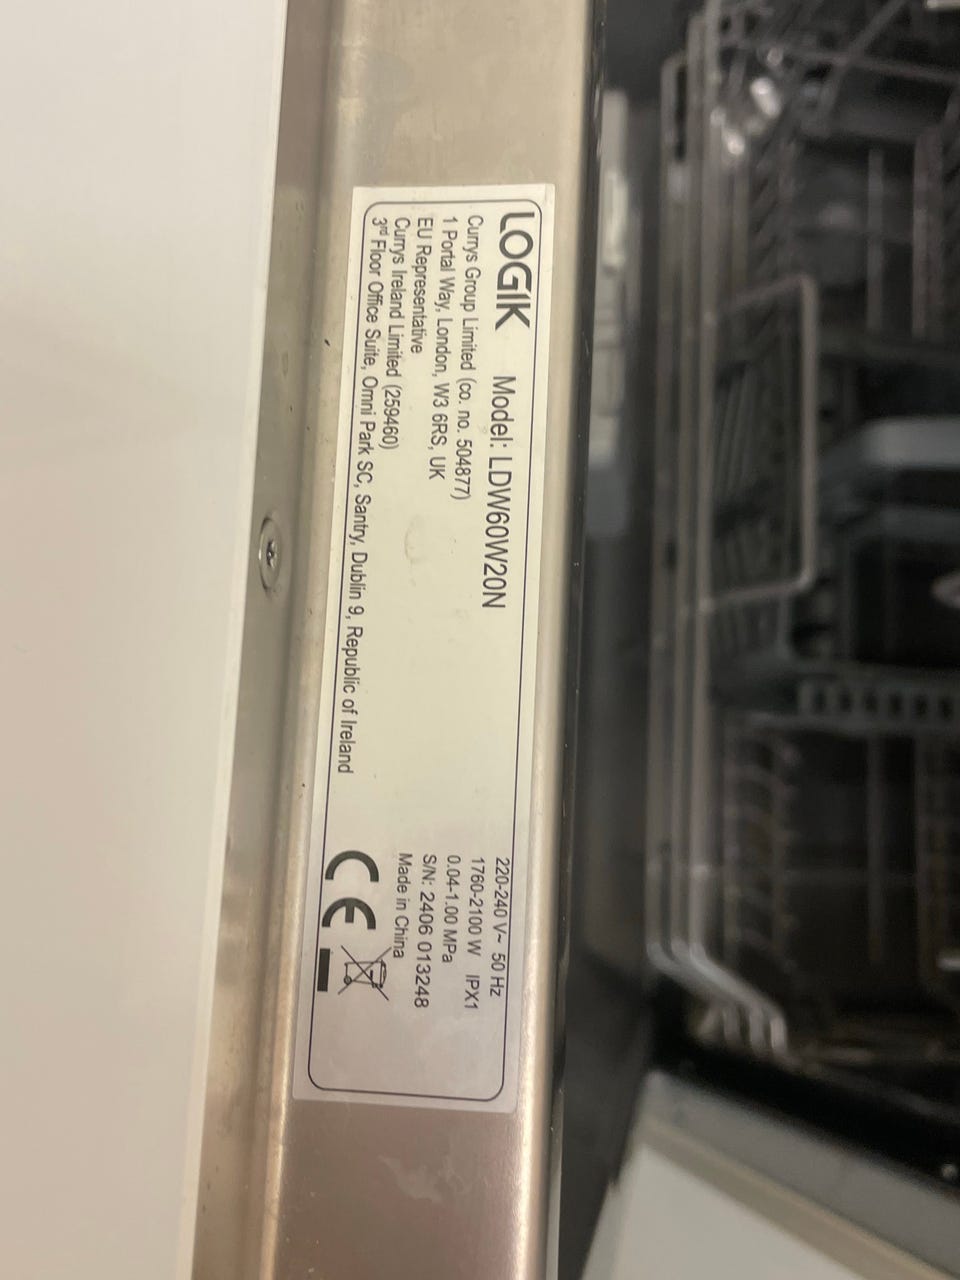 LOGIK Model: LDW60W20N
Currys Group Limited (co. no. 504877)
1 Portal Way, London, W3 6RS, UK
EU Representative
Currys Ireland Limited (259460)
3rd Floor Office Suite, Omni Park SC, Santry, Dublin 9, Republic of Ireland
220-240 V~ 50 Hz
1760-2100 W IPX1
0.04-1.00 MPa
S/N: 2406 013248
Made in China
CE